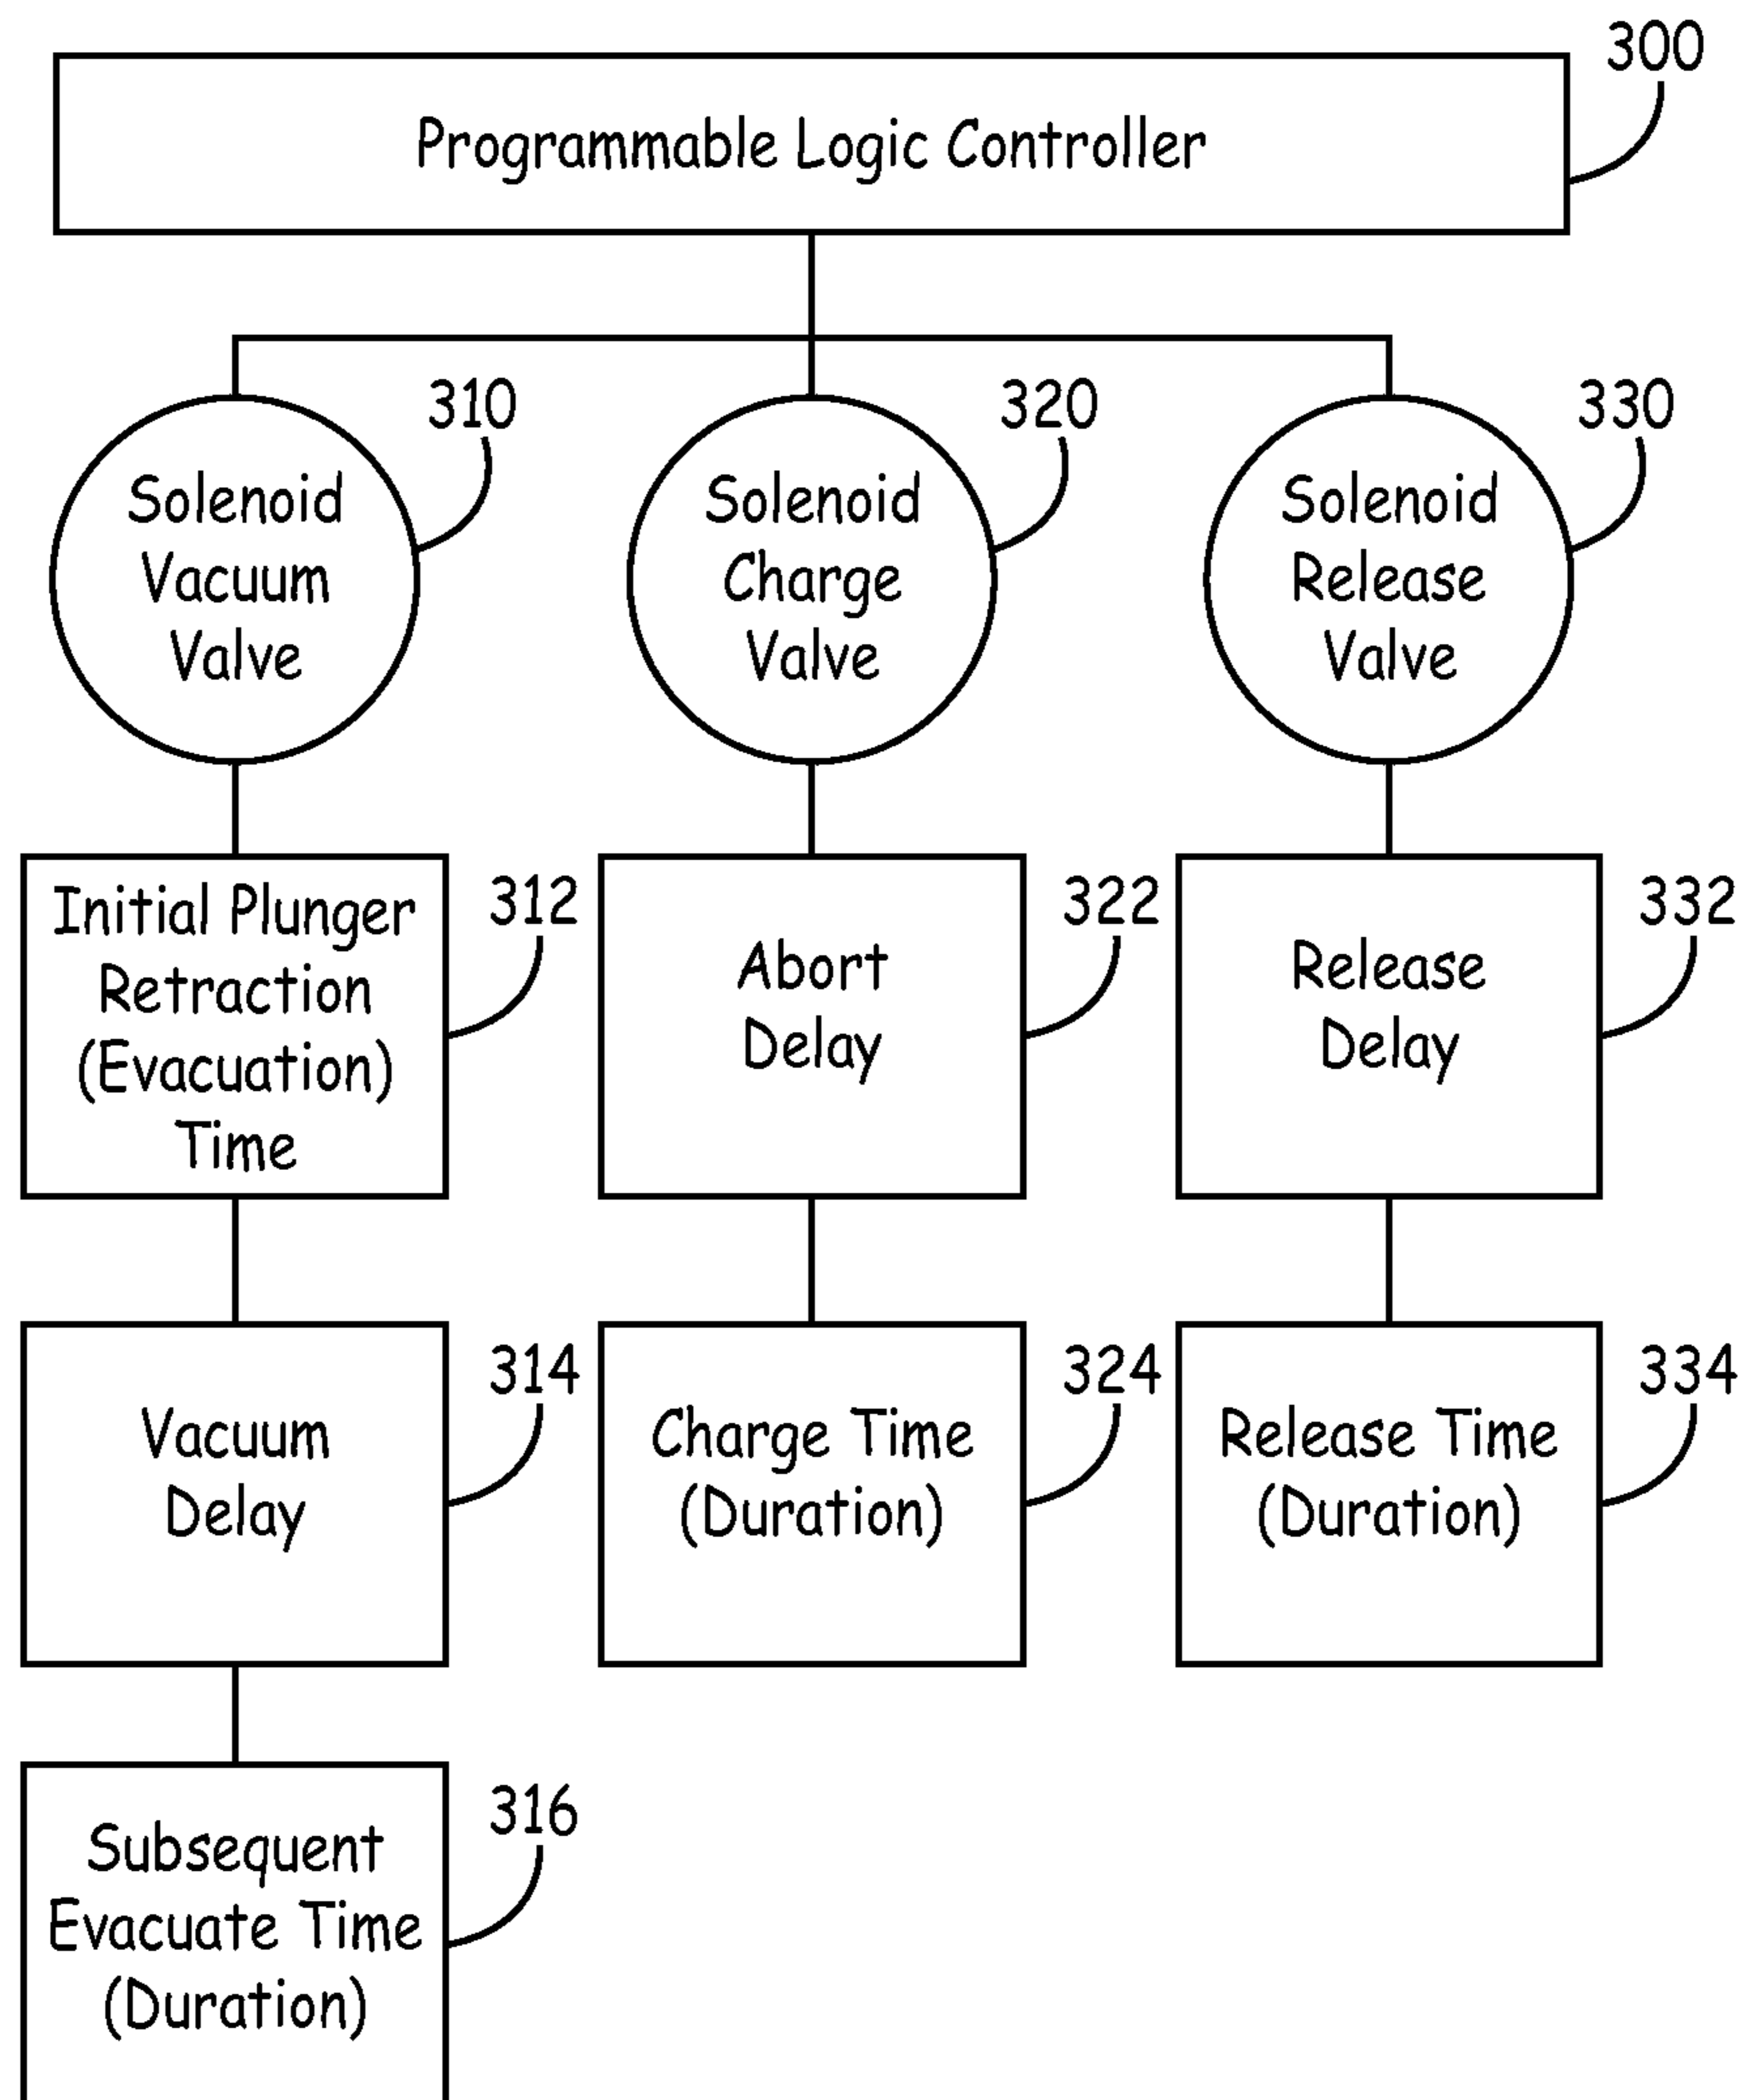 300
Programmable Logic Controller
310
320
330
Solenoid
Vacuum
Valve
Solenoid
Charge
Valve
Solenoid
Release
Valve
312
322
332
Initial Plunger
Retraction
(Evacuation)
Time
Abort
Delay
Release
Delay
314
324
334
Vacuum
Delay
Charge Time
(Duration)
Release Time
(Duration)
316
Subsequent
Evacuate Time
(Duration)